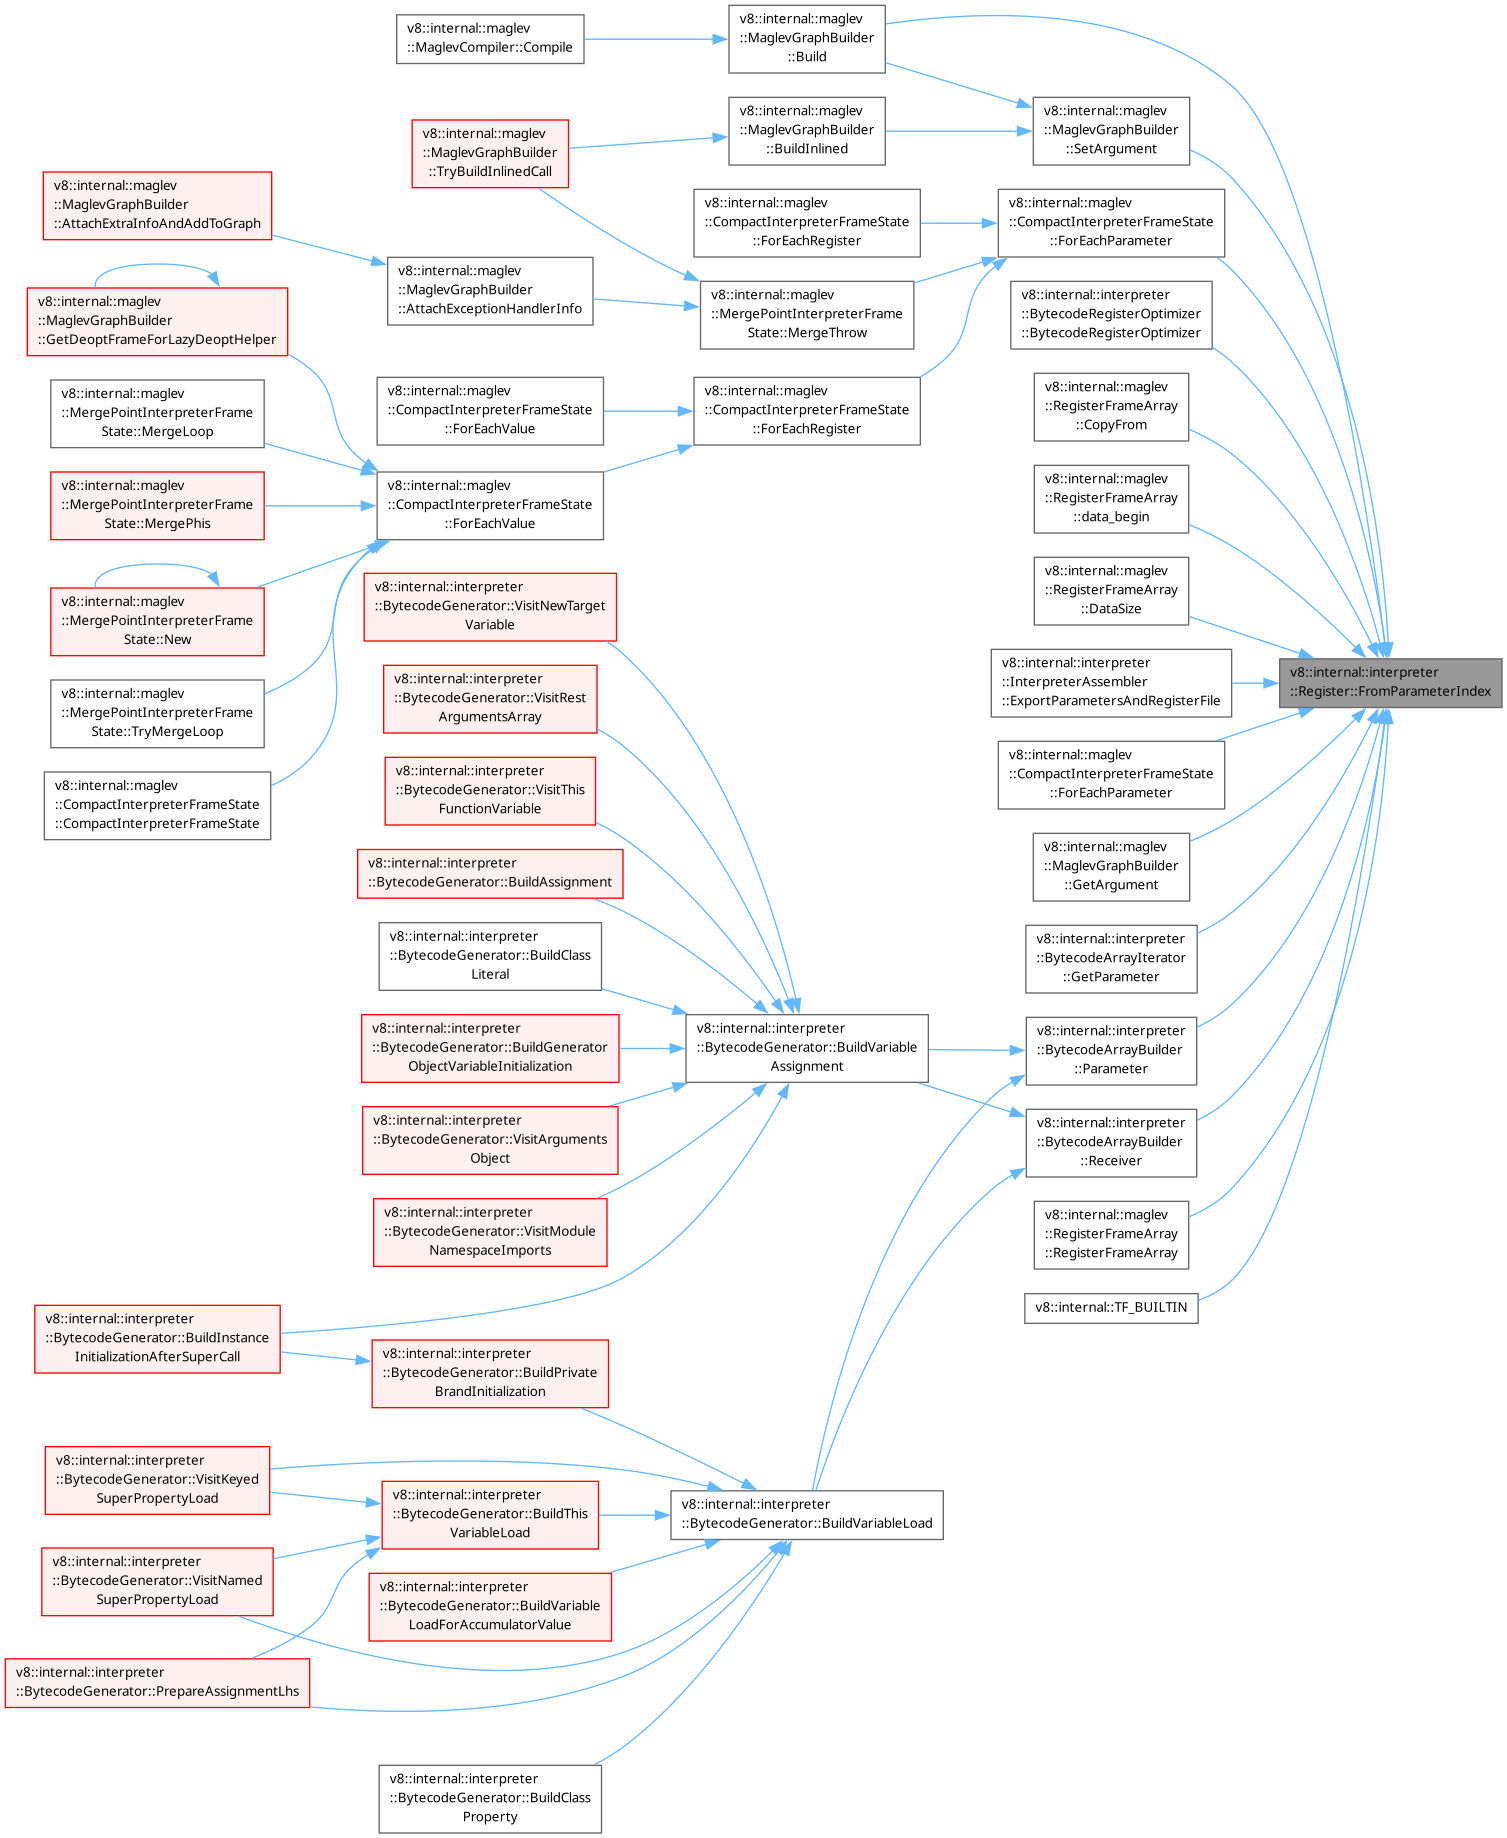 v8::internal::maglev
::MaglevCompiler::Compile
v8::internal::maglev
::MaglevGraphBuilder
::Build
v8::internal::maglev
::MaglevGraphBuilder
::BuildInlined
v8::internal::maglev
::MaglevGraphBuilder
::SetArgument
v8::internal::maglev
::MaglevGraphBuilder
::TryBuildInlinedCall
v8::internal::maglev
::MaglevGraphBuilder
::AttachExtraInfoAndAddToGraph
v8::internal::maglev
::CompactInterpreterFrameState
::ForEachRegister
v8::internal::maglev
::CompactInterpreterFrameState
::ForEachParameter
v8::internal::maglev
::MaglevGraphBuilder
::AttachExceptionHandlerInfo
v8::internal::maglev
::MergePointInterpreterFrame
State::MergeThrow
v8::internal::interpreter
::BytecodeRegisterOptimizer
::BytecodeRegisterOptimizer
v8::internal::maglev
::MaglevGraphBuilder
::GetDeoptFrameForLazyDeoptHelper
v8::internal::maglev
::MergePointInterpreterFrame
State::MergeLoop
v8::internal::maglev
::CompactInterpreterFrameState
::ForEachValue
v8::internal::maglev
::CompactInterpreterFrameState
::ForEachRegister
v8::internal::maglev
::RegisterFrameArray
::CopyFrom
v8::internal::maglev
::MergePointInterpreterFrame
State::MergePhis
v8::internal::maglev
::CompactInterpreterFrameState
::ForEachValue
v8::internal::maglev
::RegisterFrameArray
::data_begin
v8::internal::maglev
::MergePointInterpreterFrame
State::New
v8::internal::interpreter
::BytecodeGenerator::VisitNewTarget
Variable
v8::internal::maglev
::RegisterFrameArray
::DataSize
v8::internal::maglev
::MergePointInterpreterFrame
State::TryMergeLoop
v8::internal::interpreter
::BytecodeGenerator::VisitRest
ArgumentsArray
v8::internal::interpreter
::InterpreterAssembler
::ExportParametersAndRegisterFile
v8::internal::interpreter
::Register::FromParameterIndex
v8::internal::maglev
::CompactInterpreterFrameState
::CompactInterpreterFrameState
v8::internal::interpreter
::BytecodeGenerator::VisitThis
FunctionVariable
v8::internal::maglev
::CompactInterpreterFrameState
::ForEachParameter
v8::internal::interpreter
::BytecodeGenerator::BuildAssignment
v8::internal::maglev
::MaglevGraphBuilder
::GetArgument
v8::internal::interpreter
::BytecodeGenerator::BuildClass
Literal
v8::internal::interpreter
::BytecodeArrayIterator
::GetParameter
v8::internal::interpreter
::BytecodeGenerator::BuildGenerator
ObjectVariableInitialization
v8::internal::interpreter
::BytecodeGenerator::BuildVariable
Assignment
v8::internal::interpreter
::BytecodeArrayBuilder
::Parameter
v8::internal::interpreter
::BytecodeGenerator::VisitArguments
Object
v8::internal::interpreter
::BytecodeArrayBuilder
::Receiver
v8::internal::interpreter
::BytecodeGenerator::VisitModule
NamespaceImports
v8::internal::maglev
::RegisterFrameArray
::RegisterFrameArray
v8::internal::TF_BUILTIN
v8::internal::interpreter
::BytecodeGenerator::BuildInstance
InitializationAfterSuperCall
v8::internal::interpreter
::BytecodeGenerator::BuildPrivate
BrandInitialization
v8::internal::interpreter
::BytecodeGenerator::VisitKeyed
SuperPropertyLoad
v8::internal::interpreter
::BytecodeGenerator::BuildThis
VariableLoad
v8::internal::interpreter
::BytecodeGenerator::BuildVariableLoad
v8::internal::interpreter
::BytecodeGenerator::VisitNamed
SuperPropertyLoad
v8::internal::interpreter
::BytecodeGenerator::BuildVariable
LoadForAccumulatorValue
v8::internal::interpreter
::BytecodeGenerator::PrepareAssignmentLhs
v8::internal::interpreter
::BytecodeGenerator::BuildClass
Property